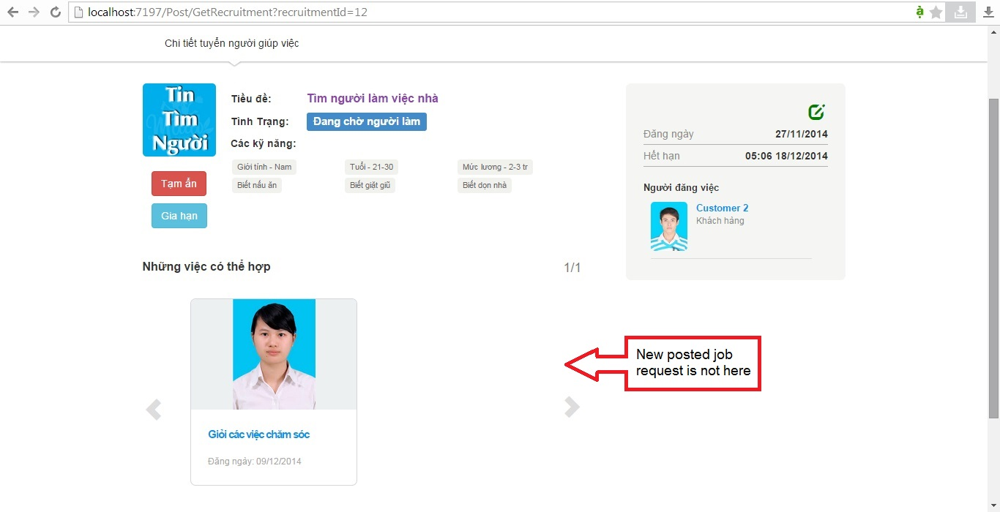 localhost:7197/Post/GetRecruitment?recruitmentId=12
Chi tiết tuyển người giúp việc
Tin
Tìm
Người
Tiêu đề:
Tìm người làm việc nhà
Tình Trạng:
Đang chờ người làm
Các kỹ năng:
Giới tính - Nam
Tuổi - 21-30
Mức lương - 2-3 tr
Biết nấu ăn
Biết giặt giũ
Biết dọn nhà
Tạm ẩn
Gia hạn
Đăng ngày
27/11/2014
Hết hạn
05:06 18/12/2014
Người đăng việc
Customer 2
Khách hàng
Những việc có thể hợp
1/1
New posted job
request is not here
Giỏi các việc chăm sóc
Đăng ngày: 09/12/2014